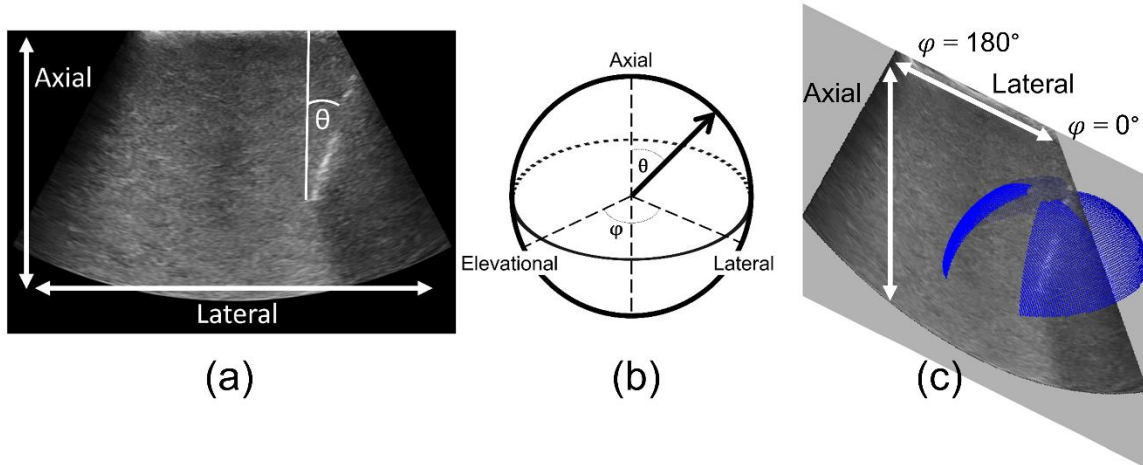 Axial
θ
Lateral
(a)
Axial
θ
φ
Elevational
Lateral
(b)
φ = 180°
Lateral
Axial
φ = 0°
(c)